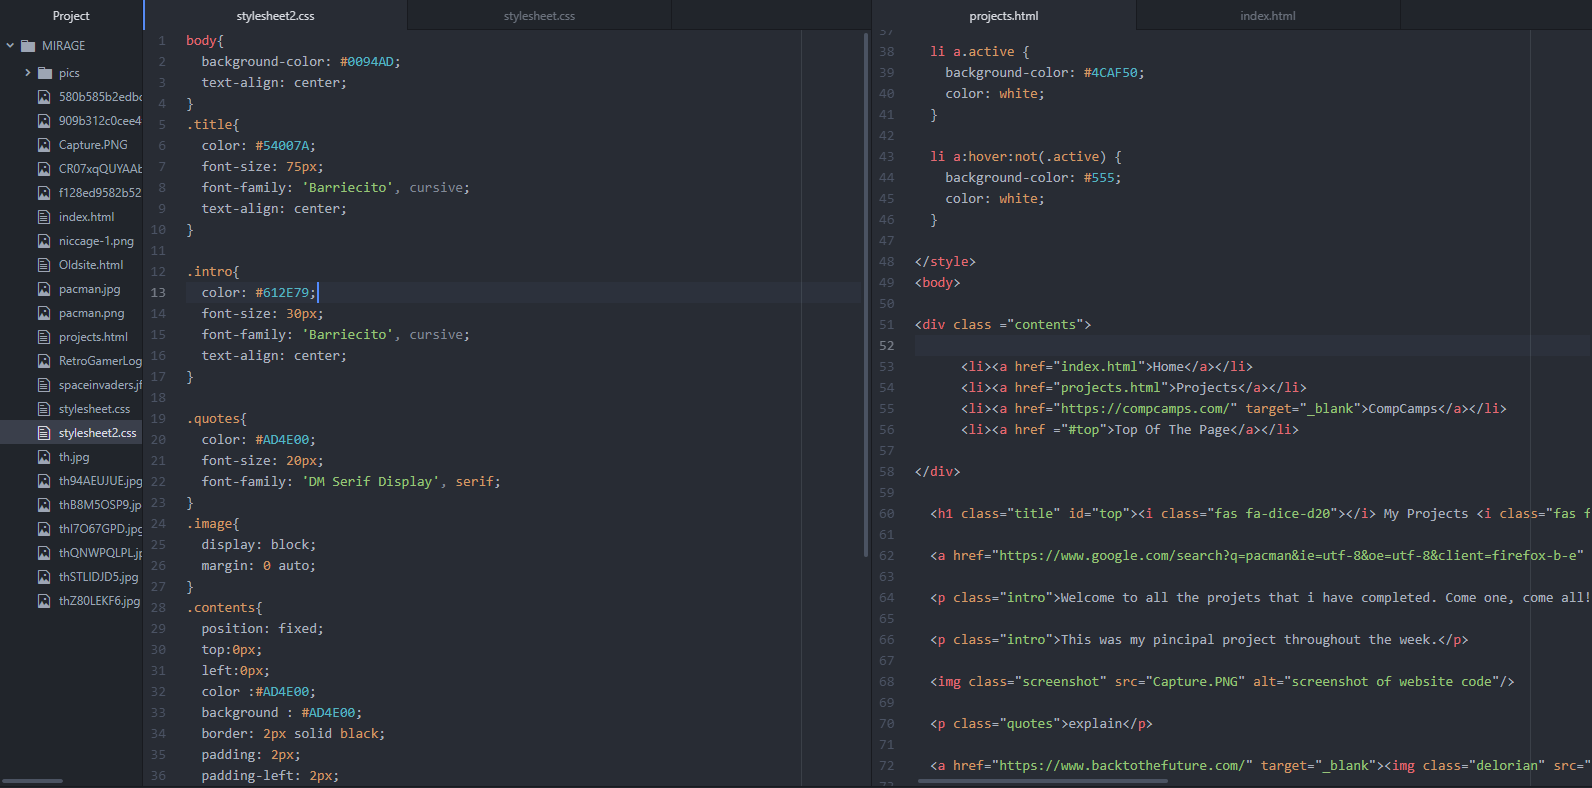 Project
MIRAGE
pics
580b585b2edbc
909b312c0cee4
Capture.PNG
CR07xqQUYAAb
f128ed9582b52
index.html
niccage-1.png
Oldsite.html
pacman.jpg
pacman.png
projects.html
RetroGamerLog
spaceinvaders.jf
stylesheet.css
stylesheet2.css
th.jpg
th94AEUJUE.jpg
thB8M5OSP9.jp
thI7O67GPD.jpg
thQNWPQLPL.jp
thSTLIDJD5.jpg
thZ80LEKF6.jpg
stylesheet2.css
stylesheet.css
1 body{
2 background-color: #0094AD;
3 text-align: center;
4 }
5 .title{
6 color: #54007A;
7 font-size: 75px;
8 font-family: 'Barriecito', cursive;
9 text-align: center;
10 }
11
12 .intro{
13 color: #612E79;
14 font-size: 30px;
15 font-family: 'Barriecito', cursive;
16 text-align: center;
17 }
18
19 .quotes{
20 color: #AD4E00;
21 font-size: 20px;
22 font-family: 'DM Serif Display', serif;
23 }
24 .image{
25 display: block;
26 margin: 0 auto;
27 }
28 .contents{
29 position: fixed;
30 top:0px;
31 left:0px;
32 color :#AD4E00;
33 background : #AD4E00;
34 border: 2px solid black;
35 padding: 2px;
36 padding-left: 2px;
projects.html
index.html
37
38 li a.active {
39 background-color: #4CAF50;
40 color: white;
41 }
42
43 li a:hover:not(.active) {
44 background-color: #555;
45 color: white;
46 }
47
48 </style>
49 <body>
50
51 <div class ="contents">
52
53 <li><a href="index.html">Home</a></li>
54 <li><a href="projects.html">Projects</a></li>
55 <li><a href="https://compcamps.com/" target="_blank">CompCamps</a></li>
56 <li><a href ="#top">Top Of The Page</a></li>
57
58 </div>
59
60 <h1 class="title" id="top"><i class="fas fa-dice-d20"></i> My Projects <i class="fas f
61
62 <a href="https://www.google.com/search?q=pacman&ie=utf-8&oe=utf-8&client=firefox-b-e"
63
64 <p class="intro">Welcome to all the projets that i have completed. Come one, come all!
65
66 <p class="intro">This was my pincipal project throughout the week.</p>
67
68 <img class="screenshot" src="Capture.PNG" alt="screenshot of website code"/>
69
70 <p class="quotes">explain</p>
71
72 <a href="https://www.backtothefuture.com/" target="_blank"><img class="delorian" src="